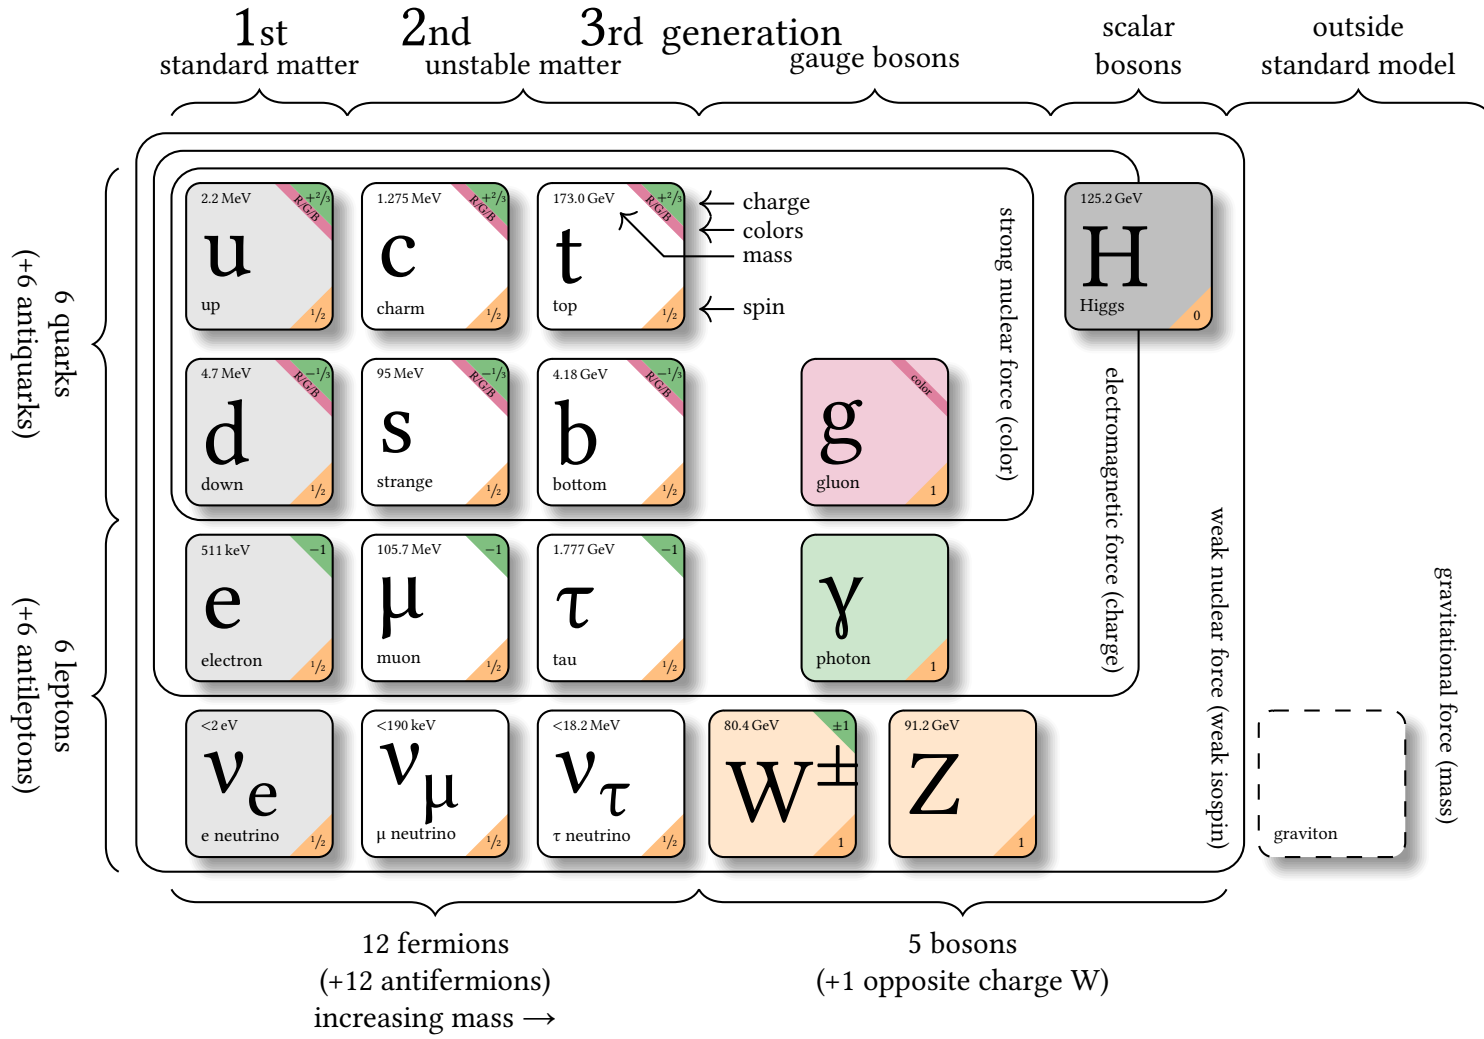 1st
2nd
3rd generation
standard matter
unstable matter
gauge bosons
scalar
bosons
outside
standard model
6 quarks
(+6 antiquarks)
6 leptons
(+6 antileptons)
2.2 MeV
+2/3
R/G/B
u
up
1/2
1.275 MeV
+2/3
R/G/B
c
charm
1/2
173.0 GeV
+2/3
R/G/B
t
top
1/2
charge
colors
mass
spin
strong nuclear force (color)
125.2 GeV
H
Higgs
0
4.7 MeV
−1/3
R/G/B
d
down
1/2
95 MeV
−1/3
R/G/B
s
strange
1/2
4.18 GeV
−1/3
R/G/B
b
bottom
1/2
color
g
gluon
1
electromagnetic force (charge)
511 keV
−1
e
electron
1/2
105.7 MeV
−1
μ
muon
1/2
1.777 GeV
−1
τ
tau
1/2
γ
photon
1
weak nuclear force (weak isospin)
gravitational force (mass)
<2 eV
νe
e neutrino
1/2
<190 keV
νμ
μ neutrino
1/2
<18.2 MeV
ντ
τ neutrino
1/2
80.4 GeV
±1
W±
1
91.2 GeV
Z
1
graviton
12 fermions
(+12 antifermions)
increasing mass →
5 bosons
(+1 opposite charge W)